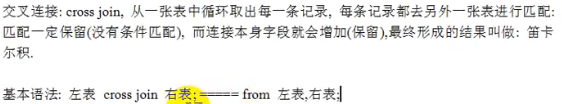 交叉连接: cross join, 从一张表中循环取出每一条记录, 每条记录都去另外一张表进行匹配:
匹配一定保留(没有条件匹配), 而连接本身字段就会增加(保留),最终形成的结果叫做: 笛卡
尔积.
基本语法: 左表 cross join 右表; ===== from 左表,右表;